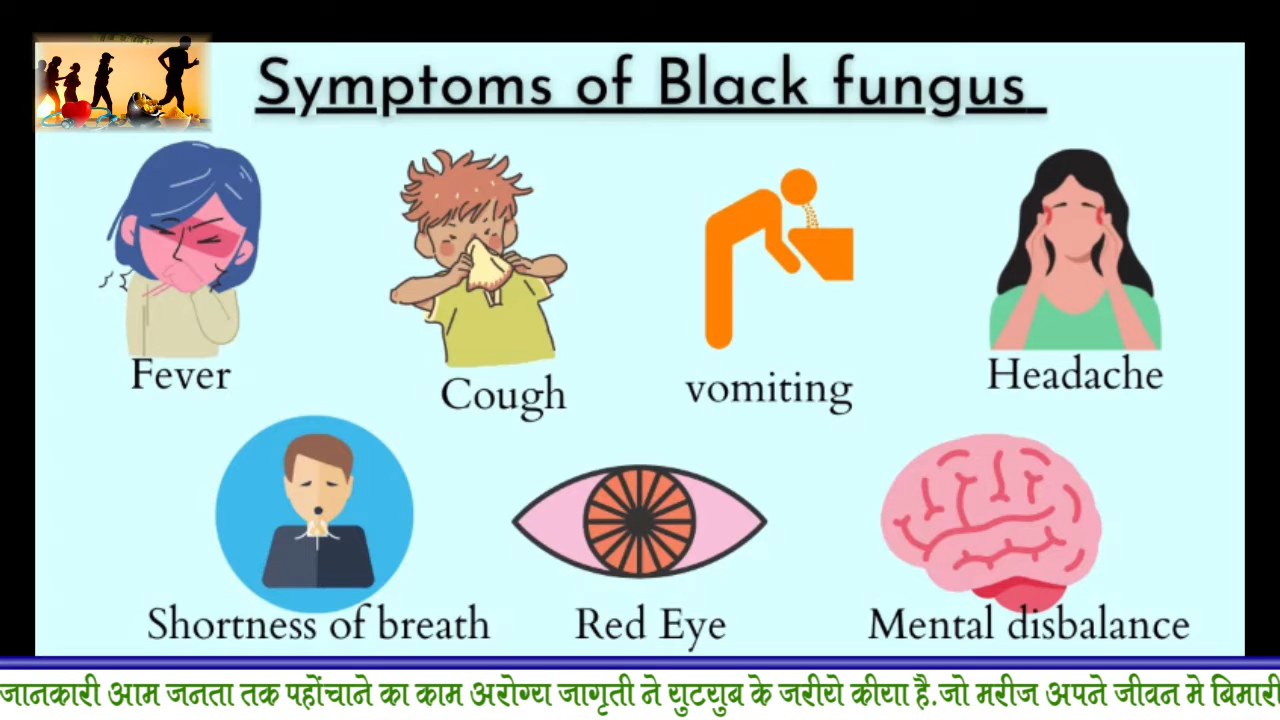 Symptoms of Black fungus
Fever
Cough
vomiting
Headache
Shortness of breath
Red Eye
Mental disbalance
जानकारी आम जनता तक पहोंचाने का काम अरोग्य जागृती ने युटयुब के जरीये कीया है.जो मरीज अपने जीवन मे बिमारी